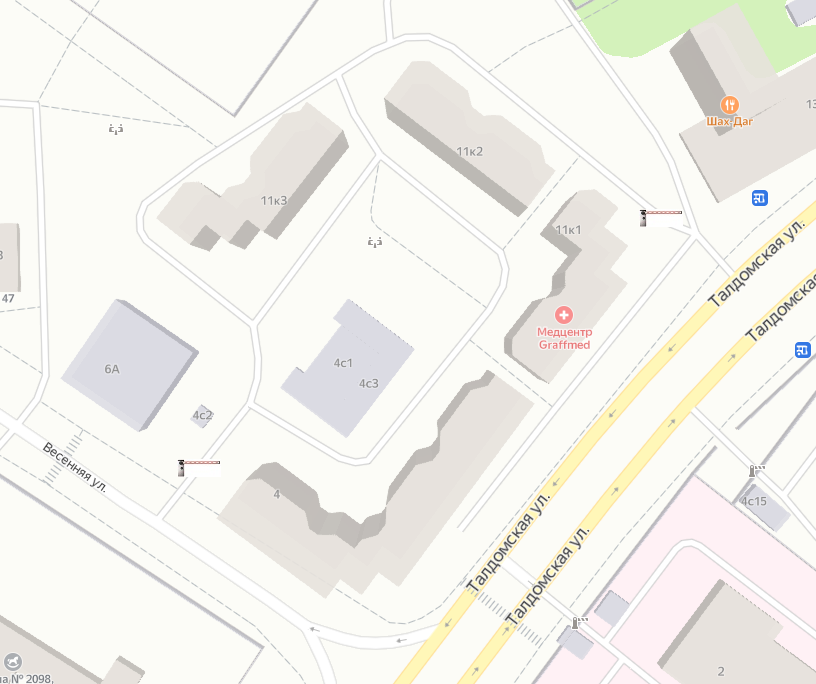 Шах-Даг
13
11к2
11к3
11к1
Талдомская ул.
Талдомская
3
47
Медцентр
Graffmed
6А
4с1
4с3
4с2
Весенняя ул.
4
4с15
Талдомская ул.
Талдомская ул.
2
№ 2098,